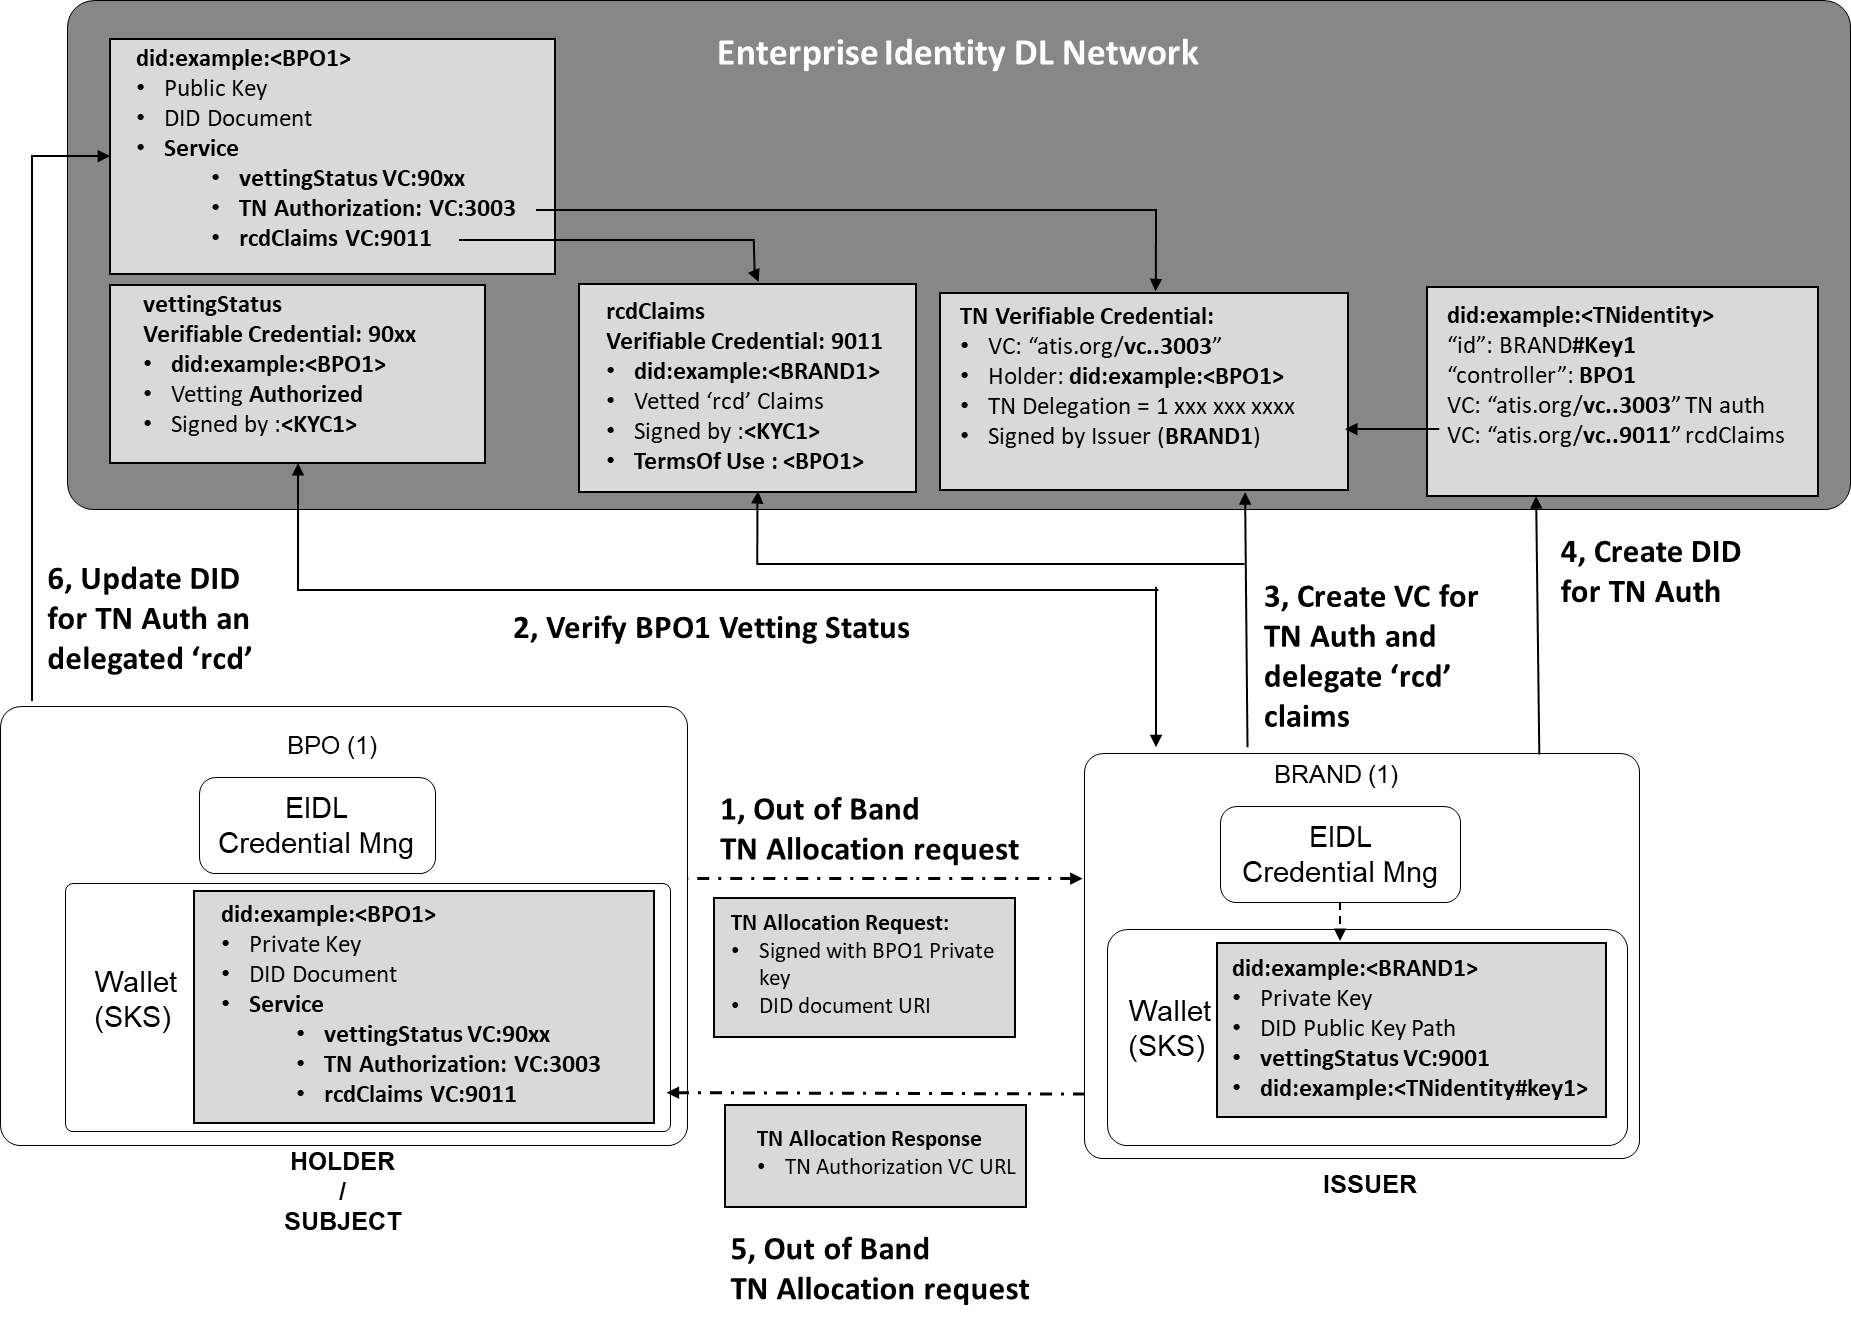 Enterprise Identity DL Network
did:example:<BPO1>
• Public Key
• DID Document
• Service
• vettingStatus VC:90xx
• TN Authorization: VC:3003
• rcdClaims VC:9011
vettingStatus
Verifiable Credential: 90xx
• did:example:<BPO1>
• Vetting Authorized
• Signed by :<KYC1>
rcdClaims
Verifiable Credential: 9011
• did:example:<BRAND1>
• Vetted ‘rcd’ Claims
• Signed by :<KYC1>
• TermsOf Use : <BPO1>
TN Verifiable Credential:
• VC: “atis.org/vc..3003”
• Holder: did:example:<BPO1>
• TN Delegation = 1 xxx xxx xxxx
• Signed by Issuer (BRAND1)
did:example:<TNidentity>
“id”: BRAND#Key1
“controller”: BPO1
VC: “atis.org/vc..3003” TN auth
VC: “atis.org/vc..9011” rcdClaims
6, Update DID
for TN Auth an
delegated ‘rcd’
2, Verify BPO1 Vetting Status
3, Create VC for
TN Auth and
delegate ‘rcd’
claims
4, Create DID
for TN Auth
BPO (1)
EIDL
Credential Mng
Wallet
(SKS)
did:example:<BPO1>
• Private Key
• DID Document
• Service
• vettingStatus VC:90xx
• TN Authorization: VC:3003
• rcdClaims VC:9011
HOLDER
/
SUBJECT
1, Out of Band
TN Allocation request
TN Allocation Request:
• Signed with BPO1 Private
key
• DID document URI
TN Allocation Response
• TN Authorization VC URL
5, Out of Band
TN Allocation request
BRAND (1)
EIDL
Credential Mng
Wallet
(SKS)
did:example:<BRAND1>
• Private Key
• DID Public Key Path
• vettingStatus VC:9001
• did:example:<TNidentity#key1>
ISSUER